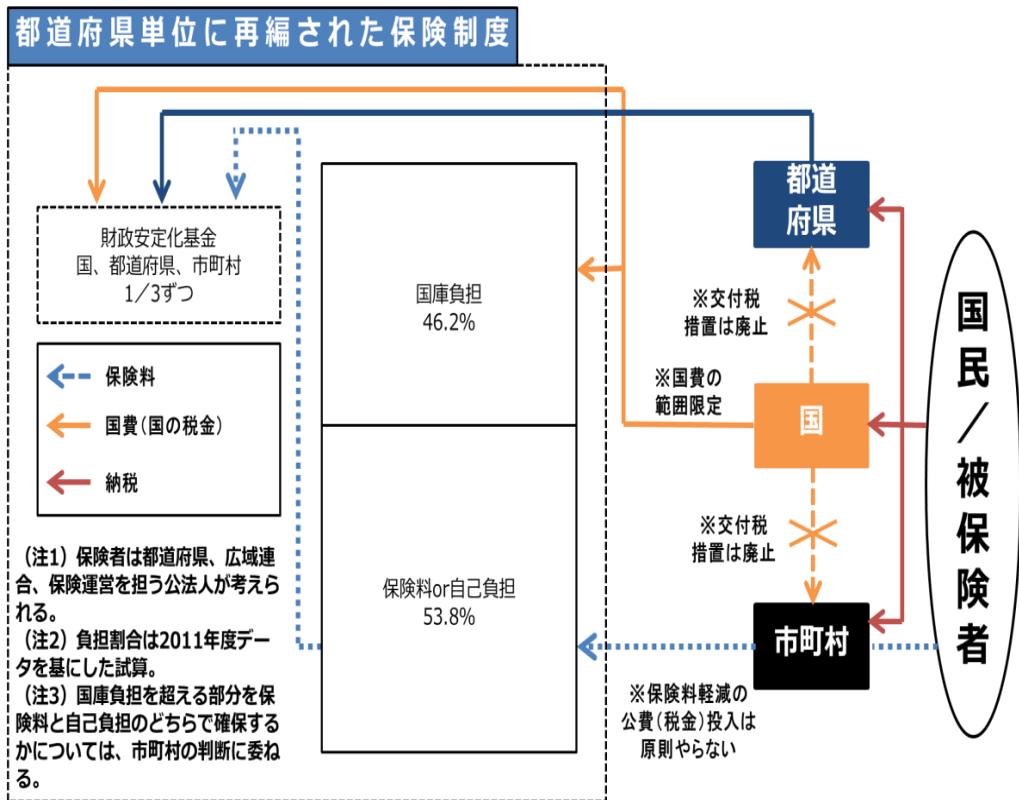 都道府県単位に再編された保険制度
財政安定化基金
国、都道府県、市町村
1／3ずつ
保険料
国費(国の税金)
納税
（注1）保険者は都道府県、広域連
合、保険運営を担う公法人が考えら
れる。
（注2）負担割合は2011年度デー
タを基にした試算。
（注3）国庫負担を超える部分を保
険料と自己負担のどちらで確保する
かについては、市町村の判断に委ね
る。
国庫負担
46.2%
保険料or自己負担
53.8%
都道
府県
※交付税
措置は廃止
※国費の
範囲限定
国
※交付税
措置は廃止
市町村
※保険料軽減の
公費(税金)投入は
原則やらない
国民／被保険者